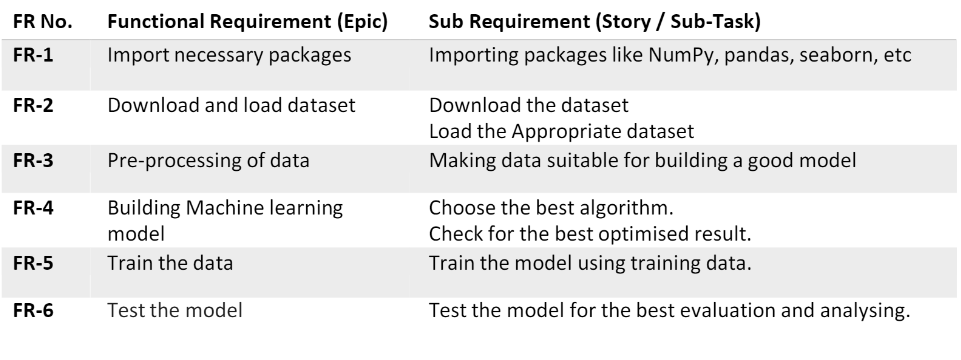 FR No. Functional Requirement (Epic) Sub Requirement (Story / Sub-Task)
FR-1 Import necessary packages Importing packages like NumPy, pandas, seaborn, etc
FR-2 Download and load dataset Download the dataset
Load the Appropriate dataset
FR-3 Pre-processing of data Making data suitable for building a good model
FR-4 Building Machine learning Choose the best algorithm.
model Check for the best optimised result.
FR-5 Train the data Train the model using training data.
FR-6 Test the model Test the model for the best evaluation and analysing.